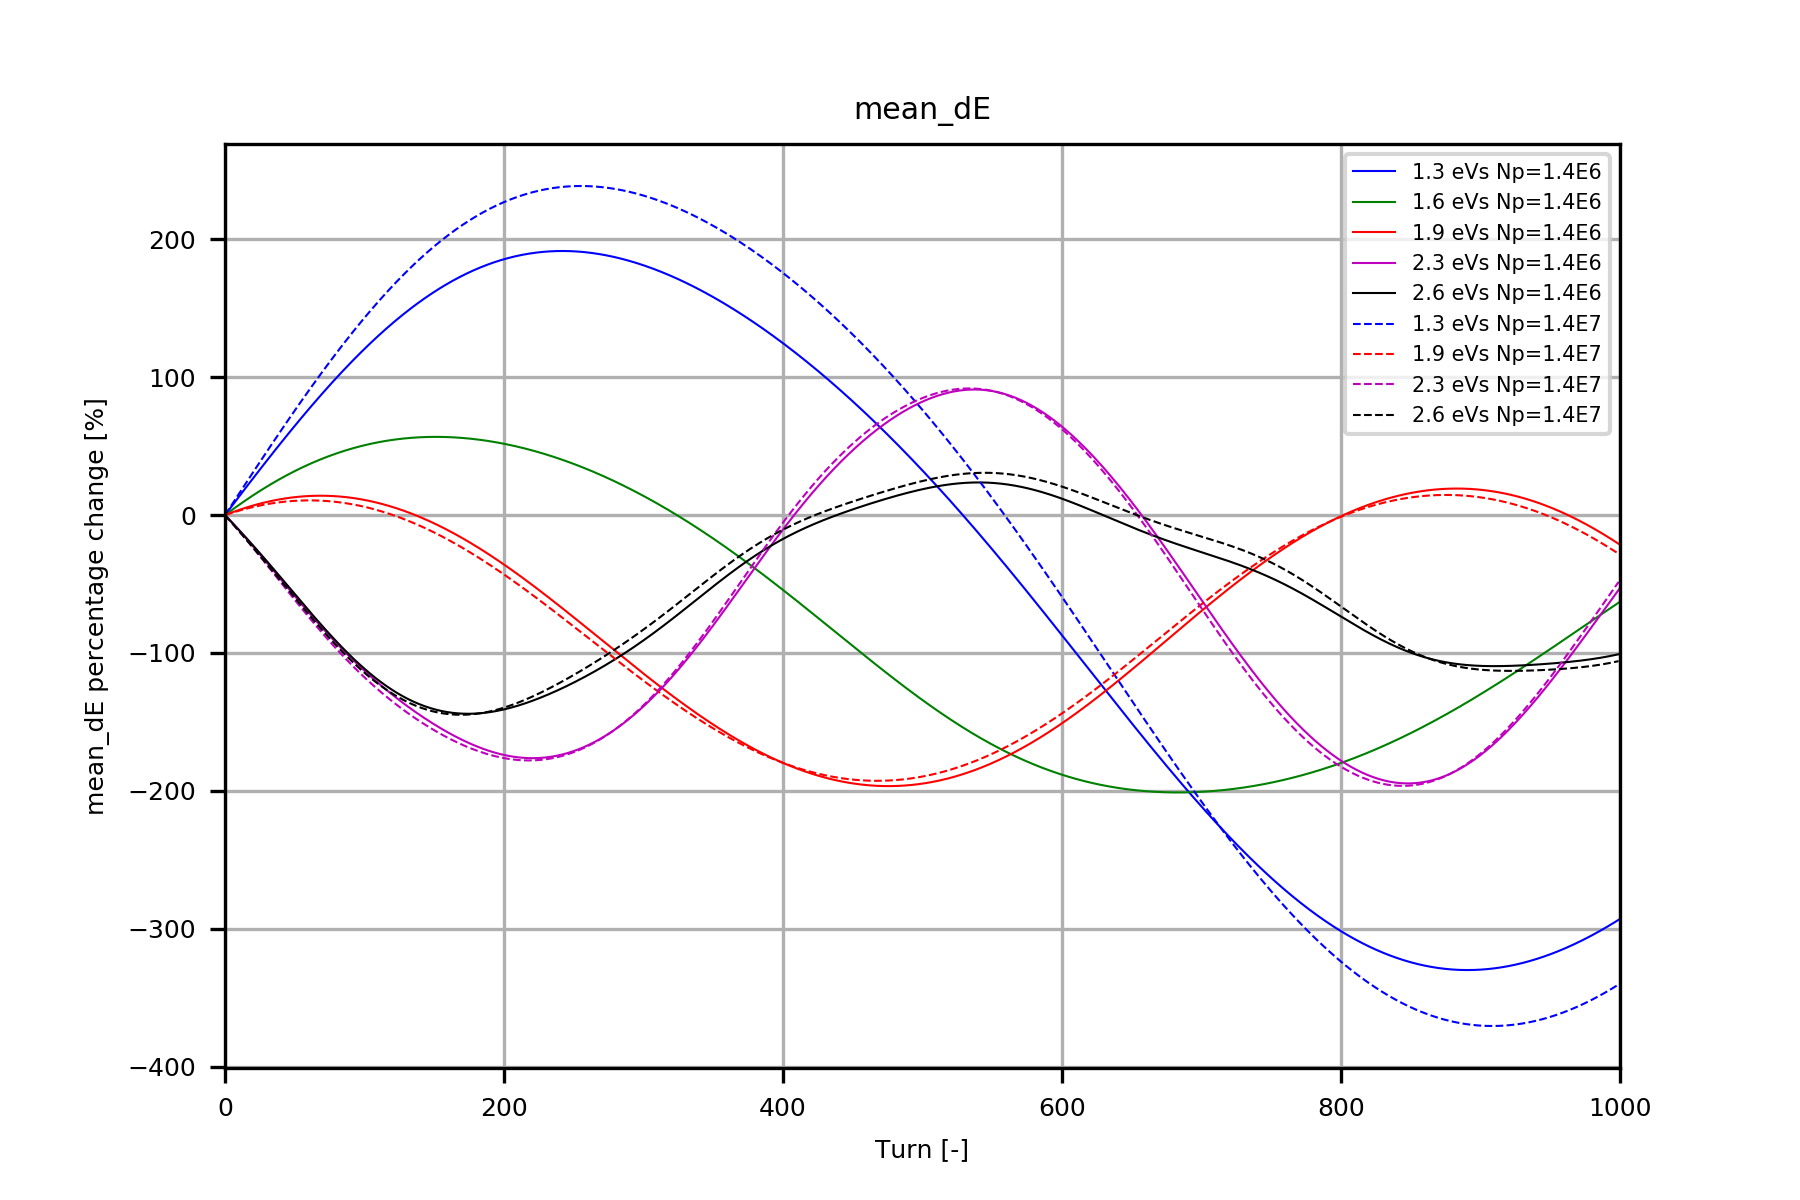 mean_dE
1.3 eVs Np=1.4E6
1.6 eVs Np=1.4E6
1.9 eVs Np=1.4E6
2.3 eVs Np=1.4E6
2.6 eVs Np=1.4E6
1.3 eVs Np=1.4E7
1.9 eVs Np=1.4E7
2.3 eVs Np=1.4E7
2.6 eVs Np=1.4E7
mean_dE percentage change [%]
200
100
0
−100
−200
−300
−400
0 200 400 600 800 1000
Turn [-]